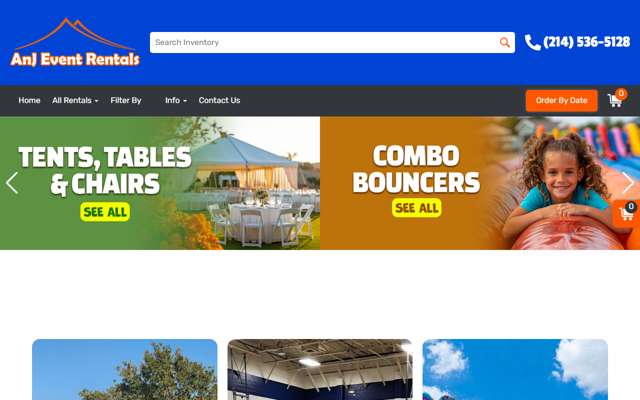 AnJ Event Rentals
Search Inventory
(214) 536-5128
Home
All Rentals
Filter By
Info
Contact Us
Order By Date
0
TENTS, TABLES
& CHAIRS
SEE ALL
COMBO
BOUNCERS
SEE ALL
0